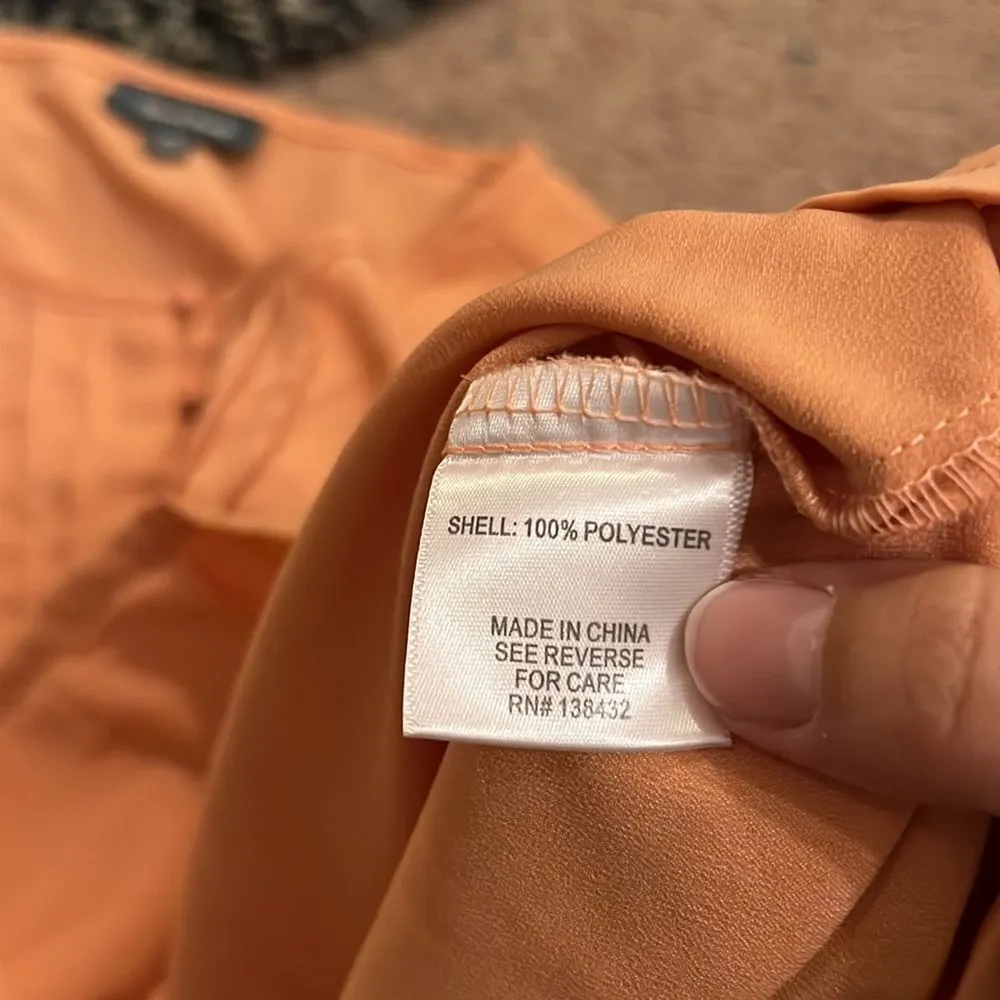 SHELL: 100% POLYESTER
MADE IN CHINA
SEE REVERSE
FOR CARE
RN# 138432